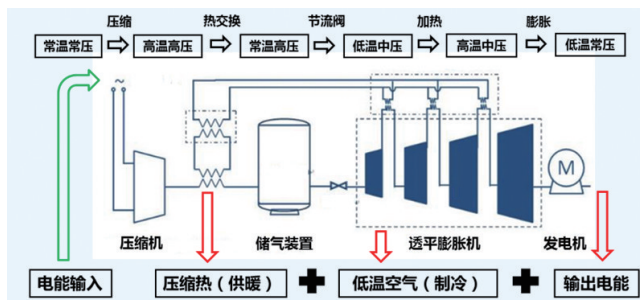 压缩 热交换 节流阀 加热 膨胀
常温常压 高温高压 常温高压 低温中压 高温中压 低温常压
~
M
压缩机 储气装置 透平膨胀机 发电机
电能输入 压缩热（供暖） + 低温空气（制冷） + 输出电能